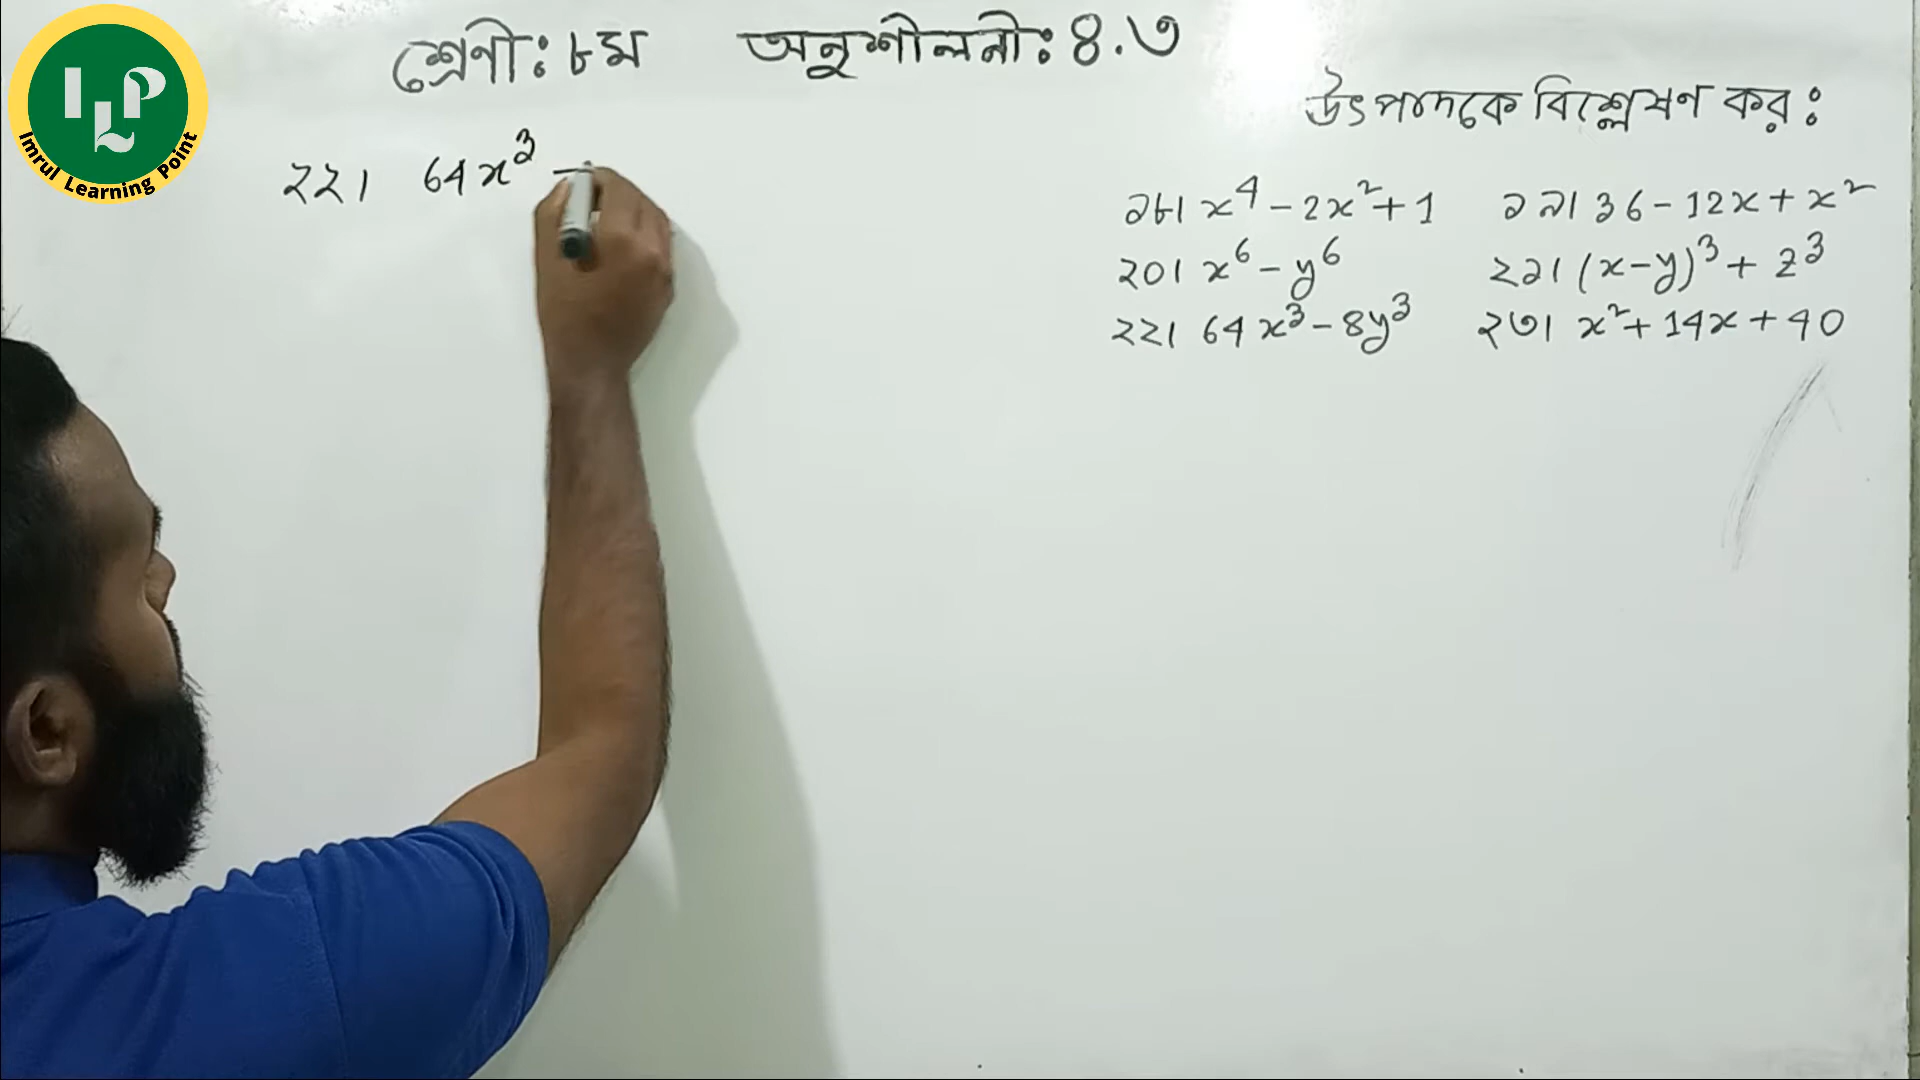 ILP
Imrul Learning Point
শ্রেণী: ৮ম অনুশীলনী: ৪.৩
উৎপাদকে বিশ্লেষণ কর:
২২। 64x³ −
১৮। x⁴ − 2x² + 1 ১৯। 36 − 12x + x²
২০। x⁶ − y⁶ ২১। (x − y)³ + z³
২২। 64x³ − 8y³ ২৩। x² + 14x + 40